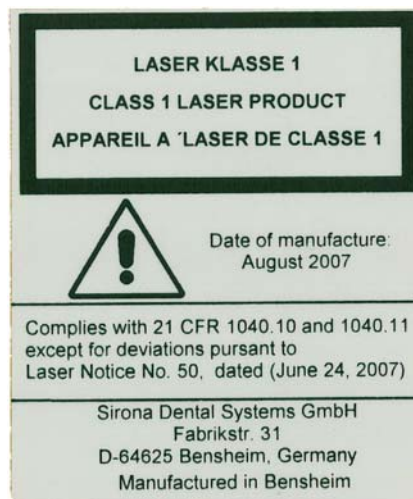 LASER KLASSE 1
CLASS 1 LASER PRODUCT
APPAREIL A ´LASER DE CLASSE 1
Date of manufacture:
August 2007
Complies with 21 CFR 1040.10 and 1040.11
except for deviations pursuant to
Laser Notice No. 50, dated (June 24, 2007)
Sirona Dental Systems GmbH
Fabrikstr. 31
D-64625 Bensheim, Germany
Manufactured in Bensheim